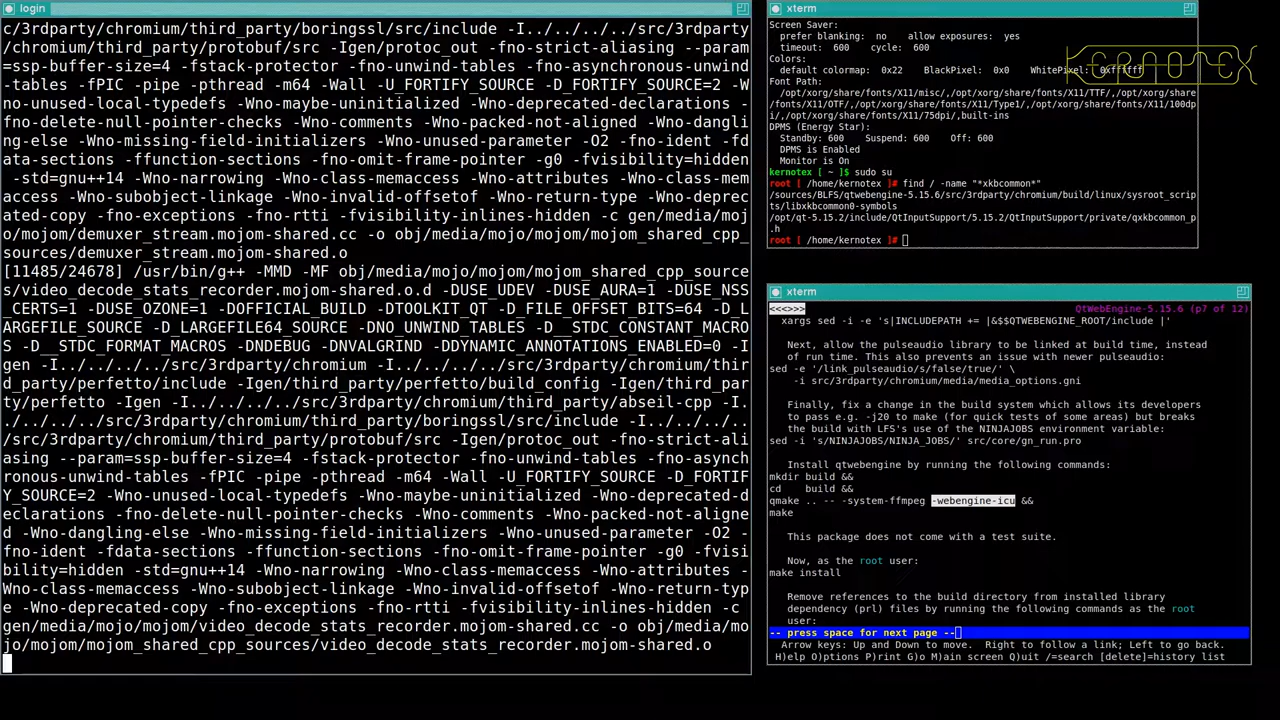 login
c/3rdparty/chromium/third_party/boringssl/src/include -I../../../../src/3rdparty
/chromium/third_party/protobuf/src -Igen/protoc_out -fno-strict-aliasing --param
=ssp-buffer-size=4 -fstack-protector -fno-unwind-tables -fno-asynchronous-unwind
-tables -fPIC -pipe -pthread -m64 -Wall -U_FORTIFY_SOURCE -D_FORTIFY_SOURCE=2 -W
no-unused-local-typedefs -Wno-maybe-uninitialized -Wno-deprecated-declarations -
fno-delete-null-pointer-checks -Wno-comments -Wno-packed-not-aligned -Wno-dangli
ng-else -Wno-missing-field-initializers -Wno-unused-parameter -O2 -fno-ident -fd
ata-sections -ffunction-sections -fno-omit-frame-pointer -g0 -fvisibility=hidden
 -std=gnu++14 -Wno-narrowing -Wno-class-memaccess -Wno-attributes -Wno-class-mem
access -Wno-subobject-linkage -Wno-invalid-offsetof -Wno-return-type -Wno-deprec
ated-copy -fno-exceptions -fno-rtti -fvisibility-inlines-hidden -c gen/media/moj
o/mojom/demuxer_stream.mojom-shared.cc -o obj/media/mojo/mojom/mojom_shared_cpp_
sources/demuxer_stream.mojom-shared.o
[11485/24678] /usr/bin/g++ -MMD -MF obj/media/mojo/mojom/mojom_shared_cpp_source
s/video_decode_stats_recorder.mojom-shared.o.d -DUSE_UDEV -DUSE_AURA=1 -DUSE_NSS
_CERTS=1 -DUSE_OZONE=1 -DOFFICIAL_BUILD -DTOOLKIT_QT -D_FILE_OFFSET_BITS=64 -D_L
ARGEFILE_SOURCE -D_LARGEFILE64_SOURCE -DNO_UNWIND_TABLES -D__STDC_CONSTANT_MACRO
S -D__STDC_FORMAT_MACROS -DNDEBUG -DNVALGRIND -DDYNAMIC_ANNOTATIONS_ENABLED=0 -I
gen -I../../../../src/3rdparty/chromium -I../../../../src/3rdparty/chromium/thir
d_party/perfetto/include -Igen/third_party/perfetto/build_config -Igen/third_par
ty/perfetto -Igen -I../../../../src/3rdparty/chromium/third_party/abseil-cpp -I.
./../../../src/3rdparty/chromium/third_party/boringssl/src/include -I../../../..
/src/3rdparty/chromium/third_party/protobuf/src -Igen/protoc_out -fno-strict-ali
asing --param=ssp-buffer-size=4 -fstack-protector -fno-unwind-tables -fno-asynch
ronous-unwind-tables -fPIC -pipe -pthread -m64 -Wall -U_FORTIFY_SOURCE -D_FORTIF
Y_SOURCE=2 -Wno-unused-local-typedefs -Wno-maybe-uninitialized -Wno-deprecated-d
eclarations -fno-delete-null-pointer-checks -Wno-comments -Wno-packed-not-aligne
d -Wno-dangling-else -Wno-missing-field-initializers -Wno-unused-parameter -O2 -
fno-ident -fdata-sections -ffunction-sections -fno-omit-frame-pointer -g0 -fvisi
bility=hidden -std=gnu++14 -Wno-narrowing -Wno-class-memaccess -Wno-attributes -
Wno-class-memaccess -Wno-subobject-linkage -Wno-invalid-offsetof -Wno-return-typ
e -Wno-deprecated-copy -fno-exceptions -fno-rtti -fvisibility-inlines-hidden -c 
gen/media/mojo/mojom/video_decode_stats_recorder.mojom-shared.cc -o obj/media/mo
jo/mojom/mojom_shared_cpp_sources/video_decode_stats_recorder.mojom-shared.o
xterm
Screen Saver:
prefer blanking:  no    allow exposures:  yes
timeout:  600    cycle:  600
Colors:
default colormap:  0x22    BlackPixel:  0x0    WhitePixel:  0xffffff
KERNOTEX
Font Path:
/opt/xorg/share/fonts/X11/misc/,/opt/xorg/share/fonts/X11/TTF,/opt/xorg/share
/fonts/X11/OTF/,/opt/xorg/share/fonts/X11/Type1/,/opt/xorg/share/fonts/X11/100dp
i/,/opt/xorg/share/fonts/X11/75dpi/,built-ins
DPMS (Energy Star):
Standby: 600    Suspend: 600    Off: 600
DPMS is Enabled
Monitor is On
kernotex [ ~ ]$ sudo su
root [ /home/kernotex ]# find / -name "*xkbcommon*"
/sources/BLFS/qtwebengine-5.15.6/src/3rdparty/chromium/build/linux/sysroot_scrip
ts/libxkbcommon0-symbols
/opt/qt-5.15.2/include/QtInputSupport/5.15.2/QtInputSupport/private/qxkbcommon_p
.h
root [ /home/kernotex ]#
xterm
<<<>>> QtWebEngine-5.15.6 (p7 of 12)
xargs sed -i -e 's|INCLUDEPATH += |&$$QTWEBENGINE_ROOT/include |'
Next, allow the pulseaudio library to be linked at build time, instead
of run time. This also prevents an issue with newer pulseaudio:
sed -e '/link_pulseaudio/s/false/true/' \
-i src/3rdparty/chromium/media/media_options.gni
Finally, fix a change in the build system which allows its developers
to pass e.g. -j20 to make (for quick tests of some areas) but breaks
the build with LFS's use of the NINJAJOBS environment variable:
sed -i 's/NINJAJOBS/NINJA_JOBS/' src/core/gn_run.pro
Install qtwebengine by running the following commands:
mkdir build &&
cd    build &&
qmake .. -- -system-ffmpeg -webengine-icu &&
make
This package does not come with a test suite.
Now, as the root user:
make install
Remove references to the build directory from installed library
dependency (prl) files by running the following commands as the root
user:
-- press space for next page --
Arrow keys: Up and Down to move.  Right to follow a link; Left to go back.
H)elp O)ptions P)rint G)o M)ain screen Q)uit /=search [delete]=history list